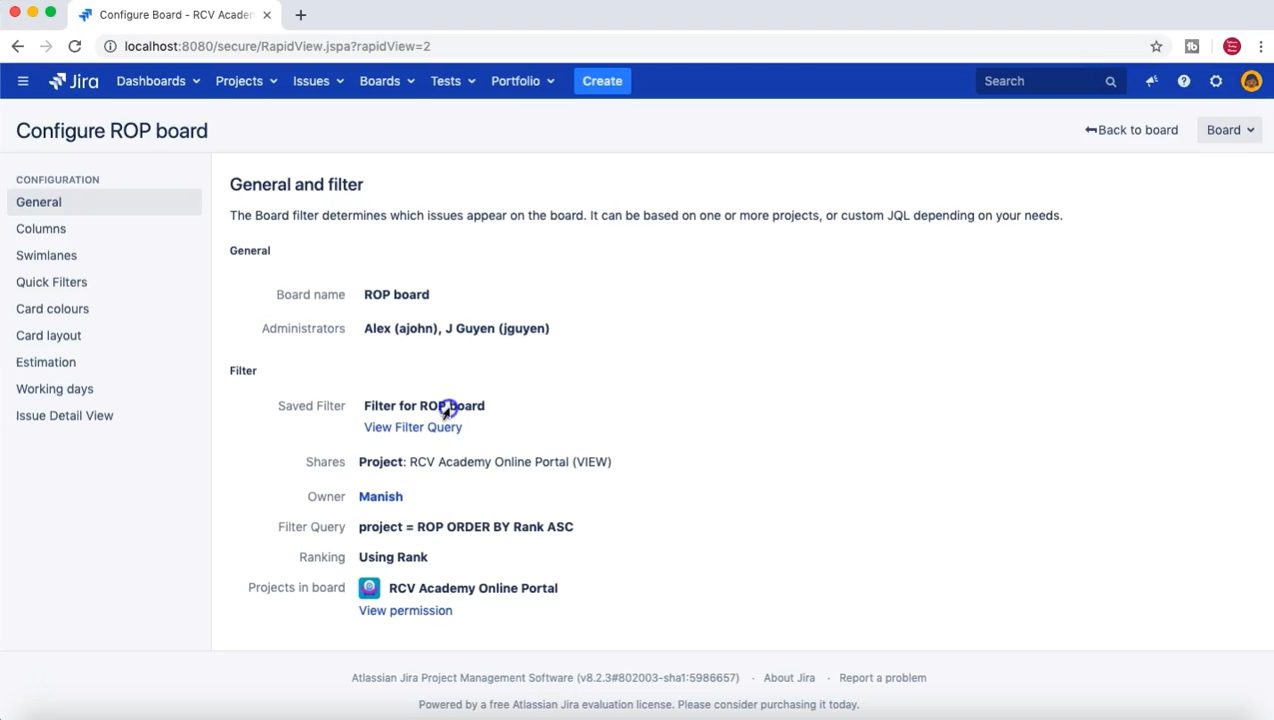 Configure Board - RCV Academ
localhost:8080/secure/RapidView.jspa?rapidView=2
Jira Dashboards Projects Issues Boards Tests Portfolio Create Search
Configure ROP board
Back to board Board
CONFIGURATION
General
Columns
Swimlanes
Quick Filters
Card colours
Card layout
Estimation
Working days
Issue Detail View
General and filter
The Board filter determines which issues appear on the board. It can be based on one or more projects, or custom JQL depending on your needs.
General
Board name ROP board
Administrators Alex (ajohn), J Guyen (jguyen)
Filter
Saved Filter Filter for ROP board
View Filter Query
Shares Project: RCV Academy Online Portal (VIEW)
Owner Manish
Filter Query project = ROP ORDER BY Rank ASC
Ranking Using Rank
Projects in board RCV Academy Online Portal
View permission
Atlassian Jira Project Management Software (v8.2.3#802003-sha1:5986657) · About Jira · Report a problem
Powered by a free Atlassian Jira evaluation license. Please consider purchasing it today.